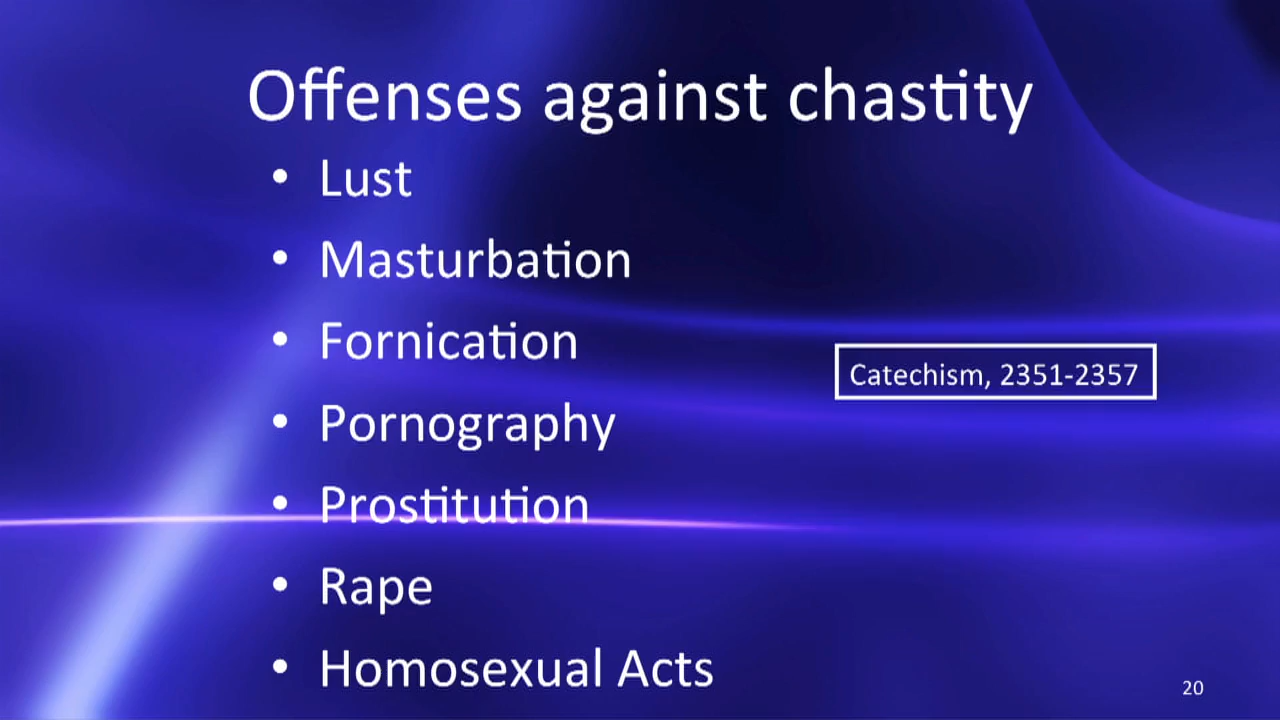 Offenses against chastity
• Lust
• Masturbation
• Fornication
Catechism, 2351-2357
• Pornography
• Prostitution
• Rape
• Homosexual Acts
20